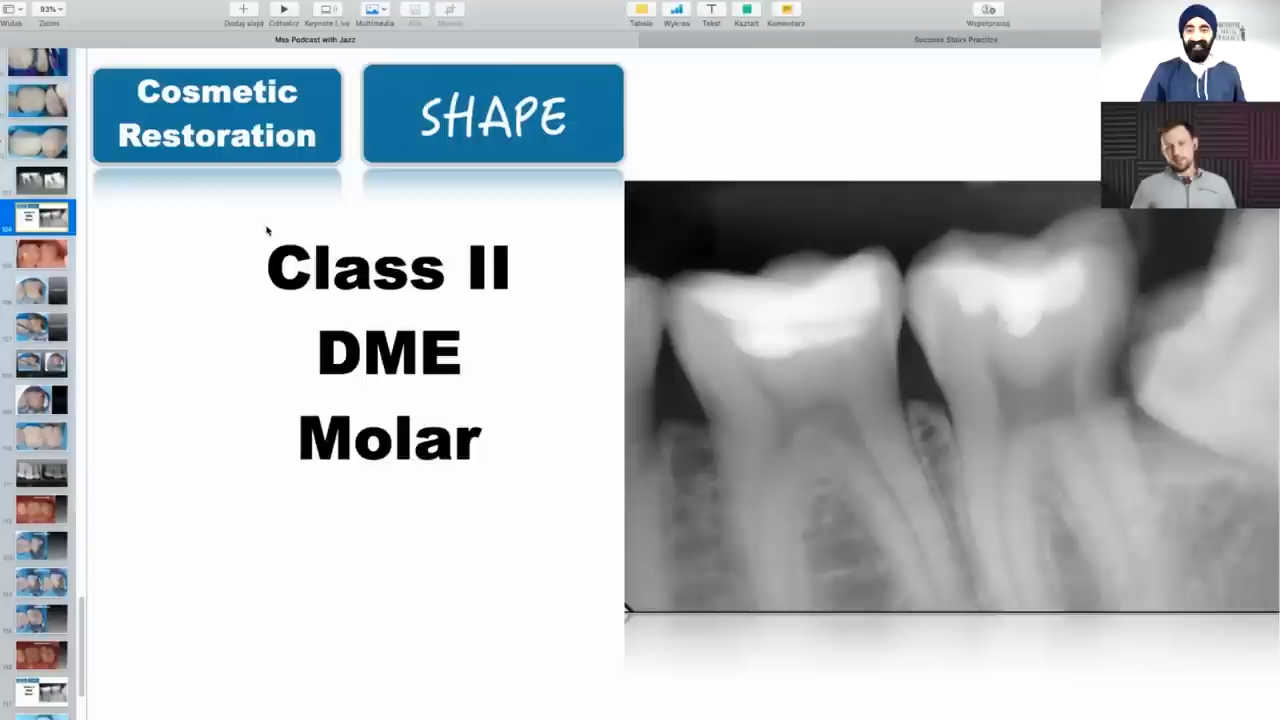 93%
Widok
Zoom
Dodaj slajd
Odtwórz
Keynote Live
Multimedia
Tabela
Wykres
Tekst
Kształt
Komentarz
Współpracuj
Mss Podcast with Jazz
Success Stairs Practice
Cosmetic
Restoration
SHAPE
Class II
DME
Molar